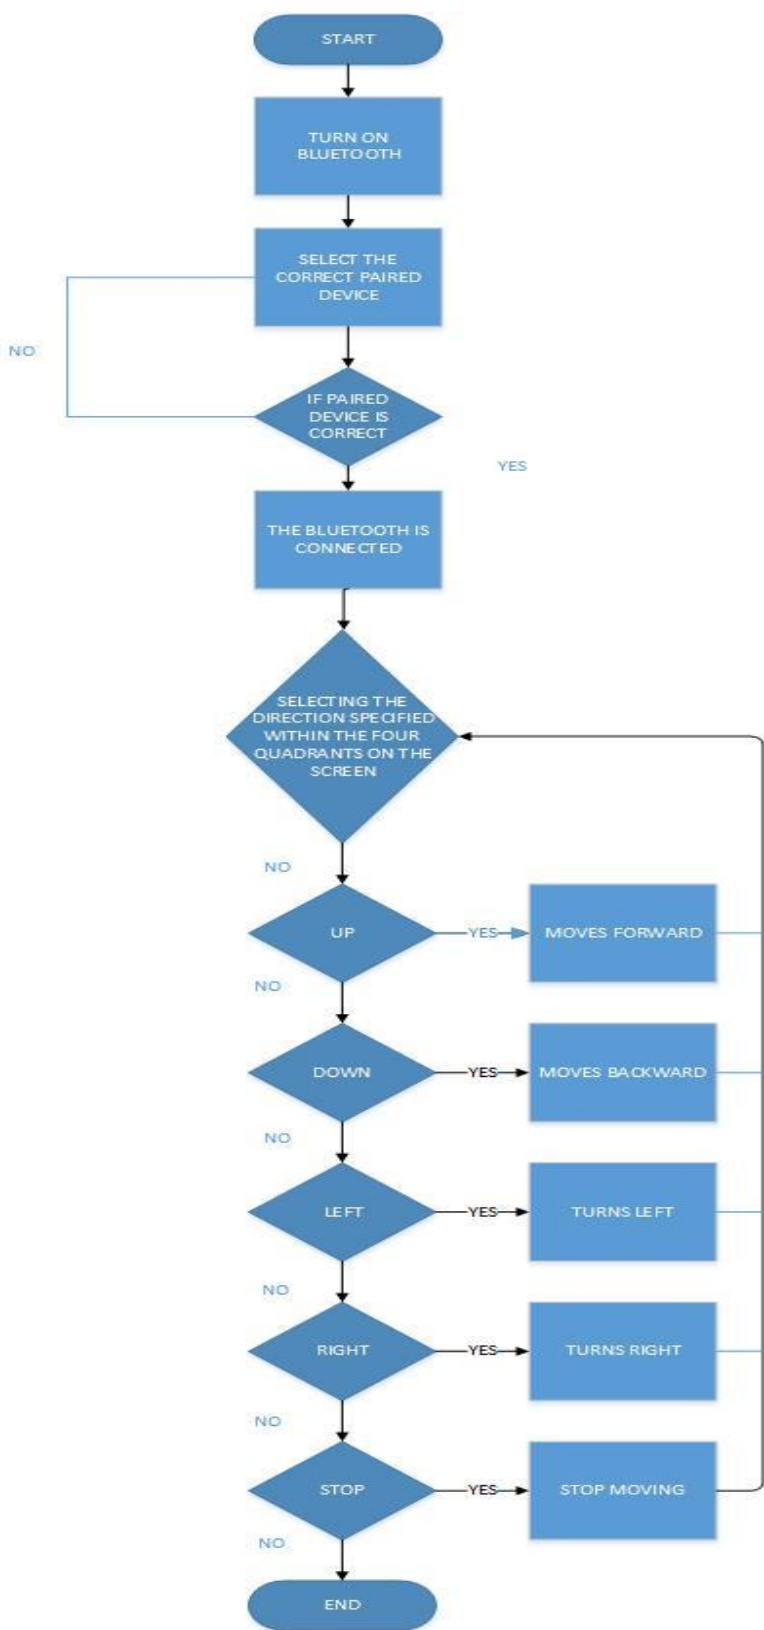 START
TURN ON
BLUETOOTH
SELECT THE
CORRECT PAIRED
DEVICE
NO
IF PAIRED
DEVICE IS
CORRECT
YES
THE BLUETOOTH IS
CONNECTED
SELECTING THE
DIRECTION SPECIFIED
WITHIN THE FOUR
QUADRANTS ON THE
SCREEN
NO
UP
YES
MOVES FORWARD
NO
DOWN
YES
MOVES BACKWARD
NO
LEFT
YES
TURNS LEFT
NO
RIGHT
YES
TURNS RIGHT
NO
STOP
YES
STOP MOVING
NO
END